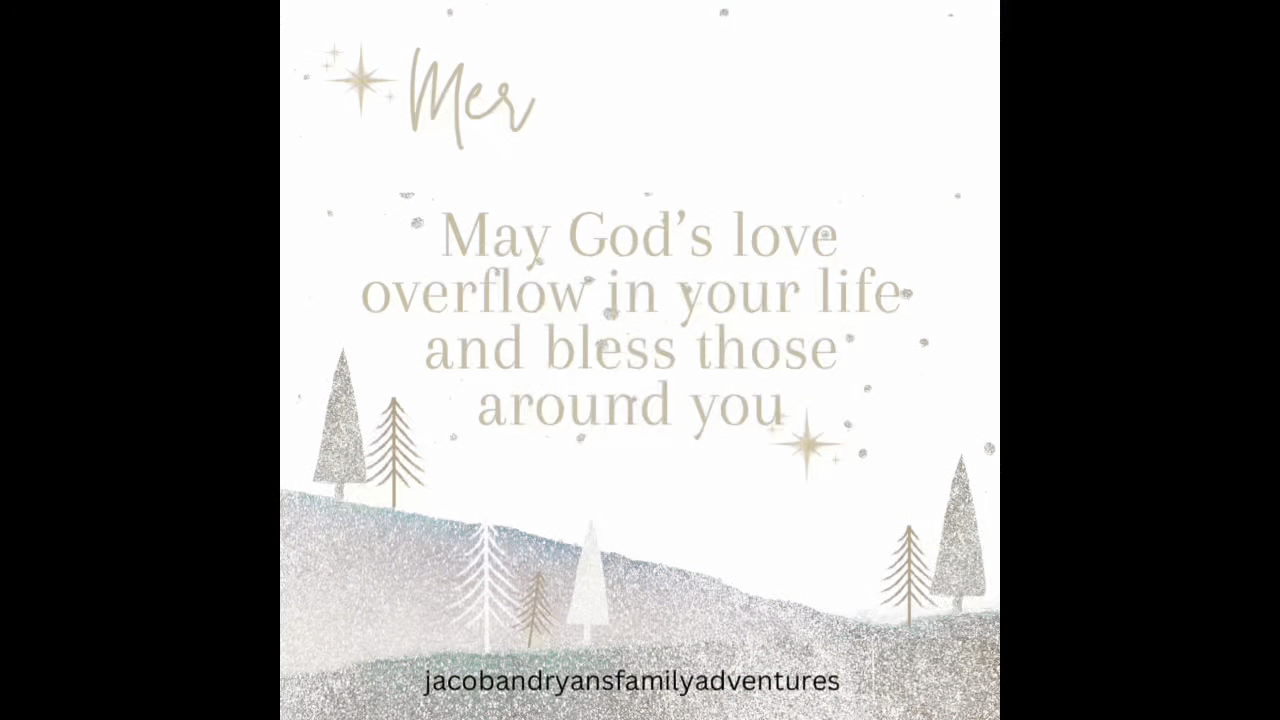 Mer
May God’s love
overflow in your life
and bless those
around you
jacobandryansfamilyadventures